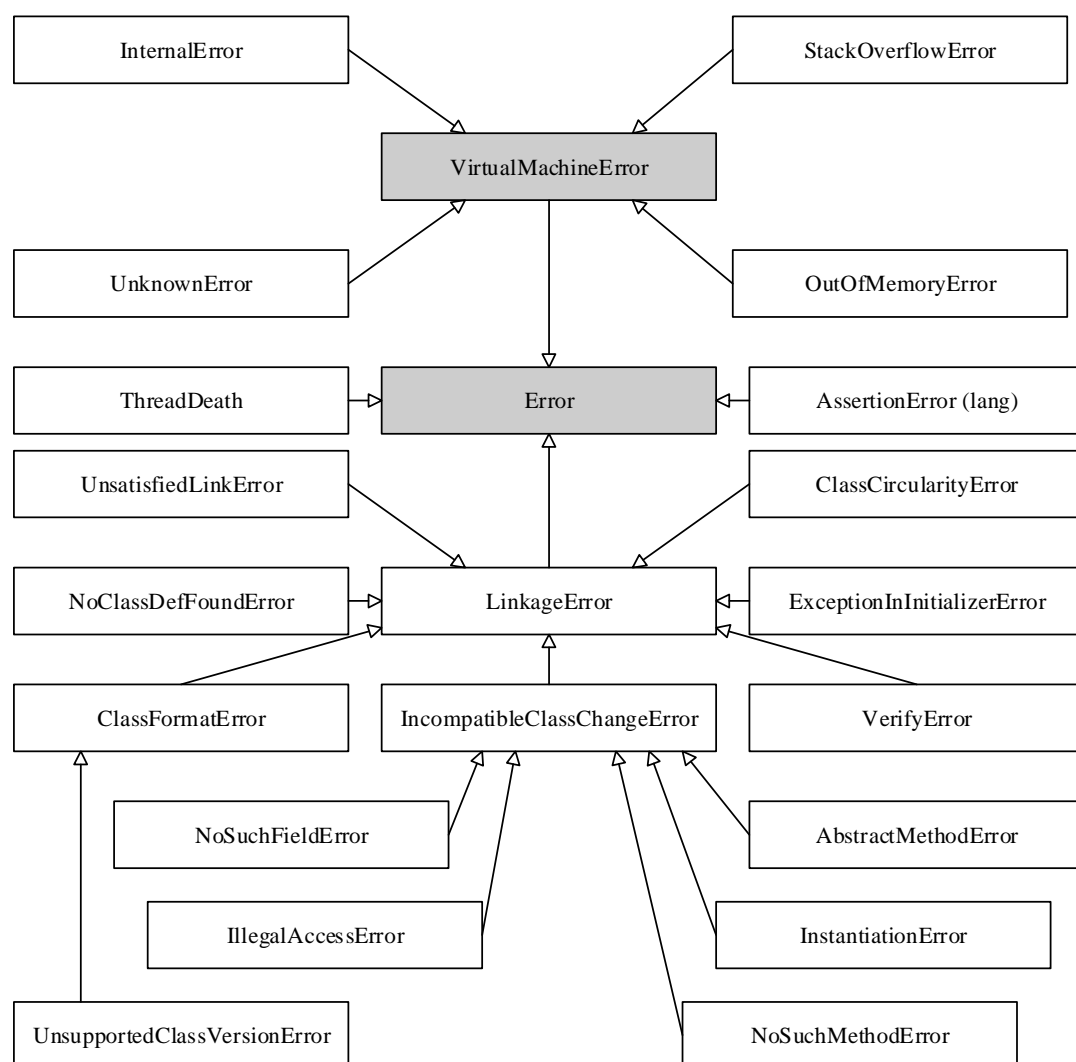 InternalError
StackOverflowError
VirtualMachineError
UnknownError
OutOfMemoryError
ThreadDeath
Error
AssertionError (lang)
UnsatisfiedLinkError
ClassCircularityError
NoClassDefFoundError
LinkageError
ExceptionInInitializerError
ClassFormatError
IncompatibleClassChangeError
VerifyError
NoSuchFieldError
AbstractMethodError
IllegalAccessError
InstantiationError
UnsupportedClassVersionError
NoSuchMethodError